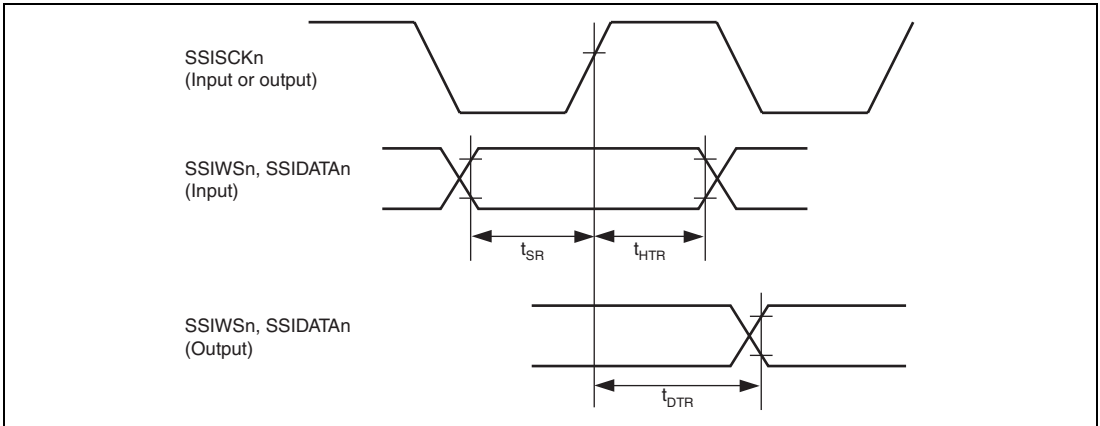 SSISCKn
(Input or output)
SSIWSn, SSIDATAn
(Input)
tSR
tHTR
SSIWSn, SSIDATAn
(Output)
tDTR